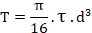 T = π/16 . τ . d³